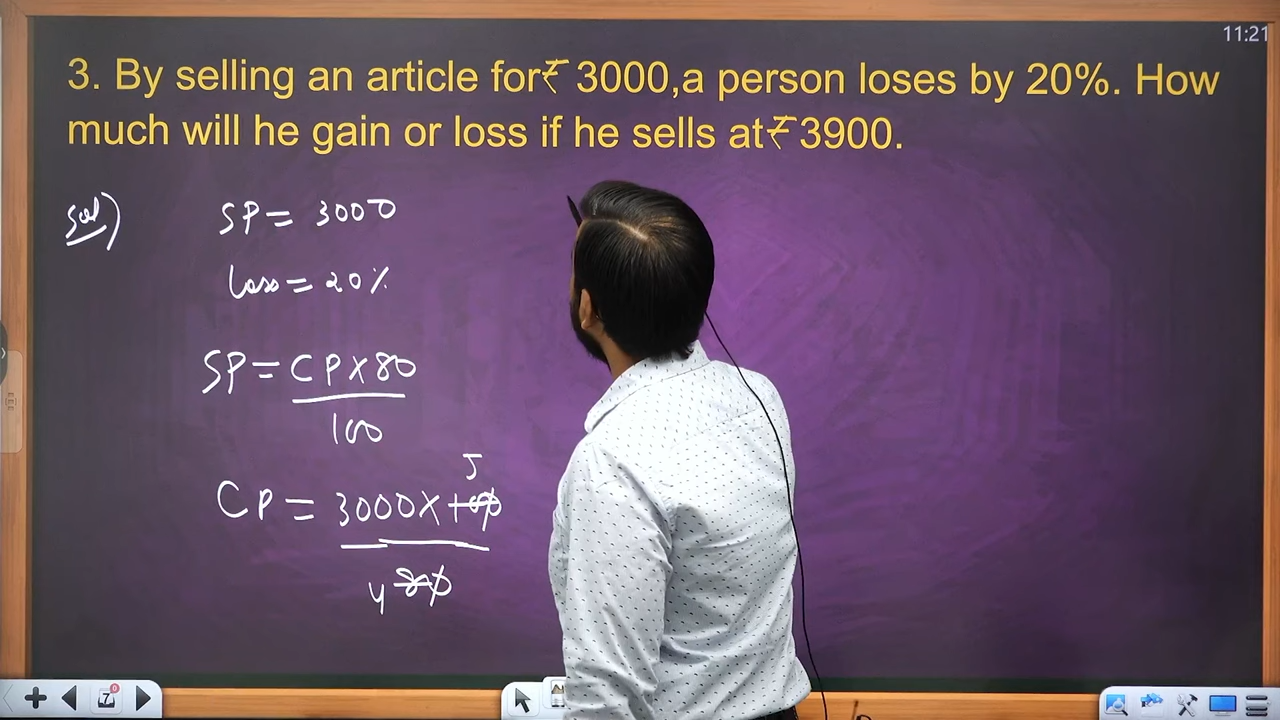 11:21
3. By selling an article for₹ 3000,a person loses by 20%. How
much will he gain or loss if he sells at₹3900.
Sol)
SP = 3000
loss = 20%
SP = CP X 80
100
5
CP = 3000 X 100
4 80
7